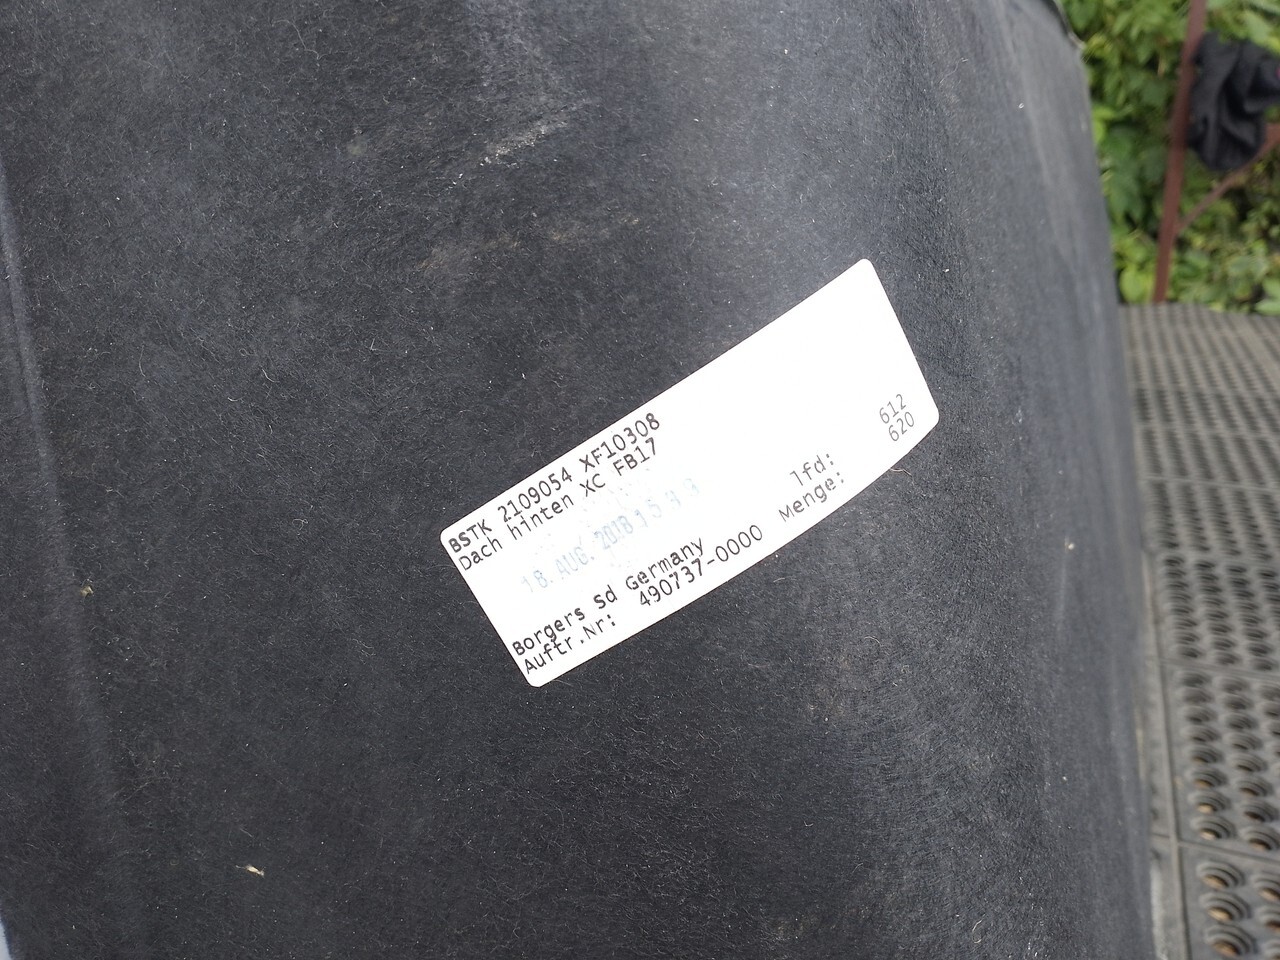 BSTK 2109054 XF10308
Dach hinten XC FB17
18. AUG. 2018 15
Borgers Sd Germany lfd: 612
Auftr.Nr: 490737-0000 Menge: 620